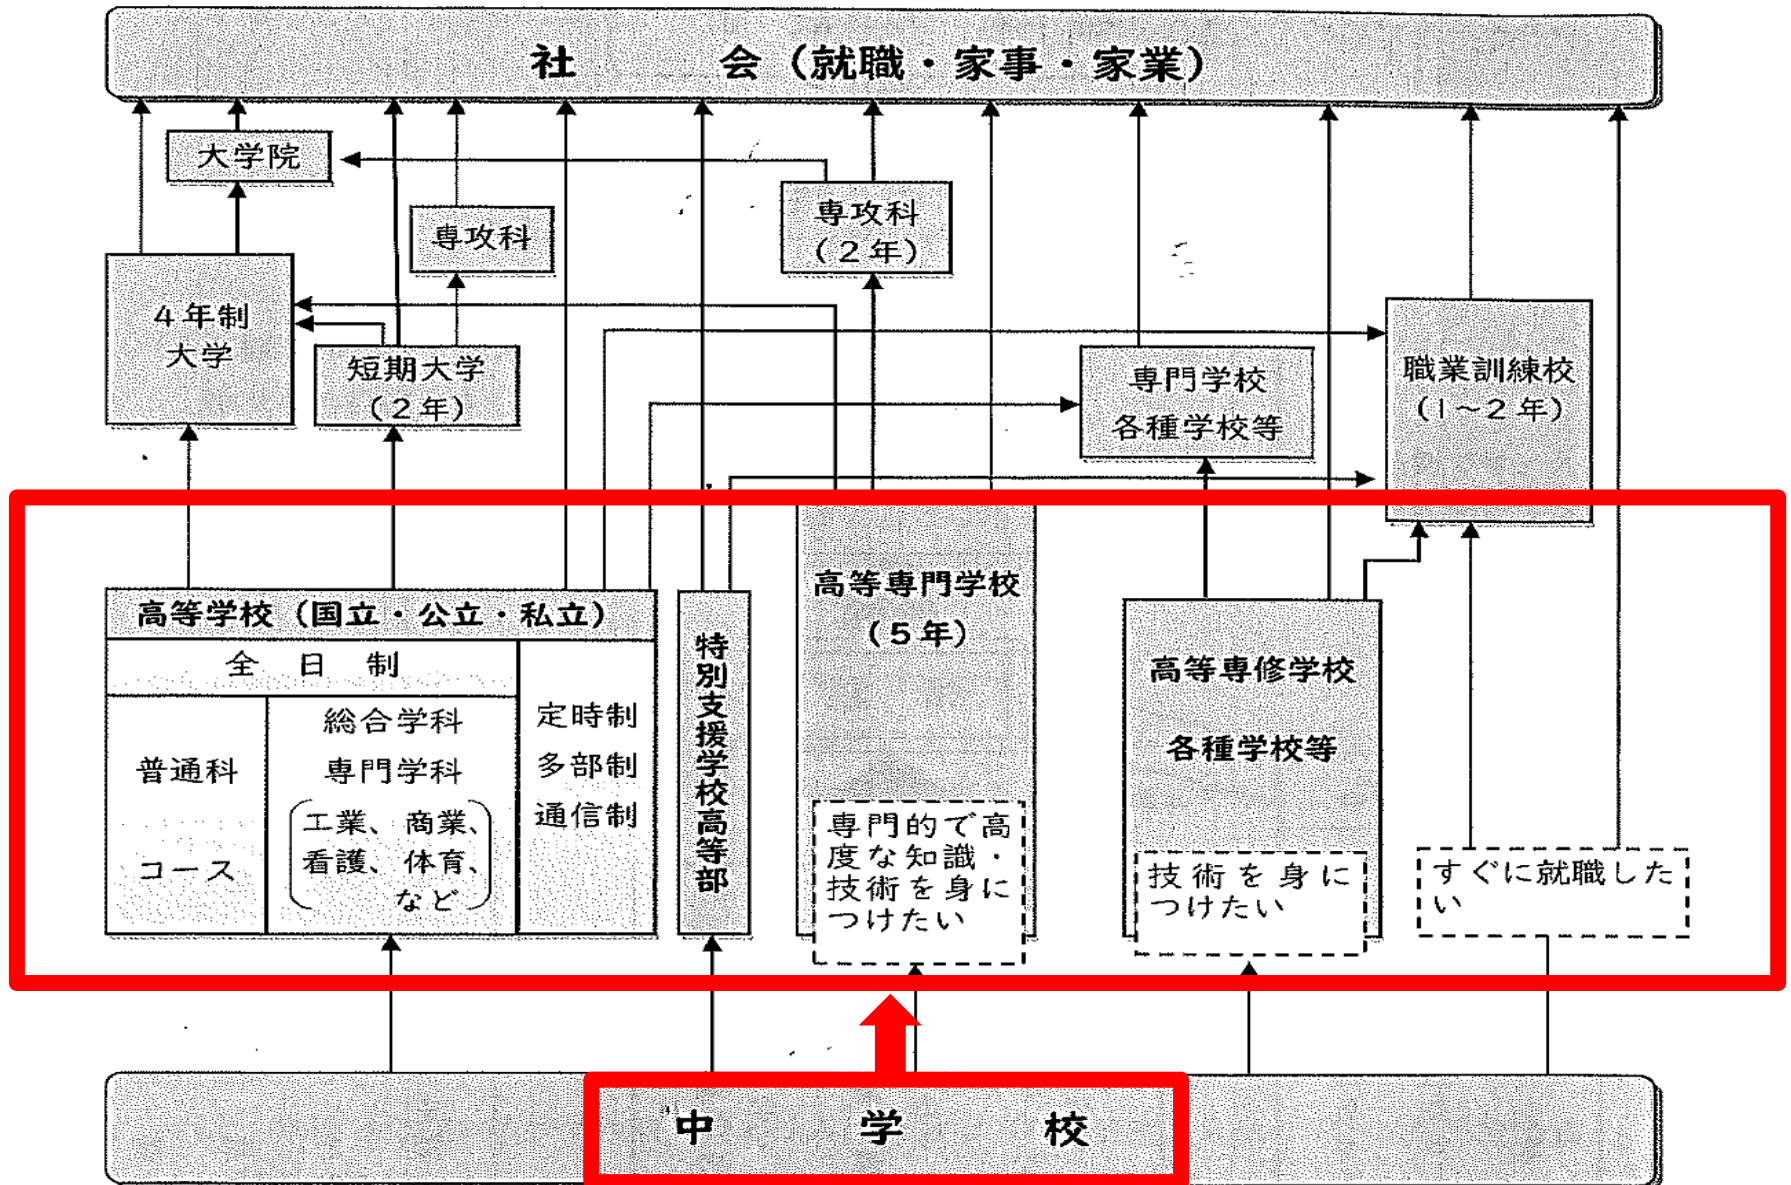 社　会（就職・家事・家業）
大学院
専攻科
専攻科
（２年）
４年制
大学
短期大学
（２年）
専門学校
各種学校等
職業訓練校
（1～２年）
高等学校（国立・公立・私立）
全日制
普通科
コース
総合学科
専門学科
工業、商業、
看護、体育、
など
定時制
多部制
通信制
特別支援学校高等部
高等専門学校
（５年）
専門的で高
度な知識・
技術を身に
つけたい
高等専修学校
各種学校等
技術を身に
つけたい
すぐに就職した
い
中学校